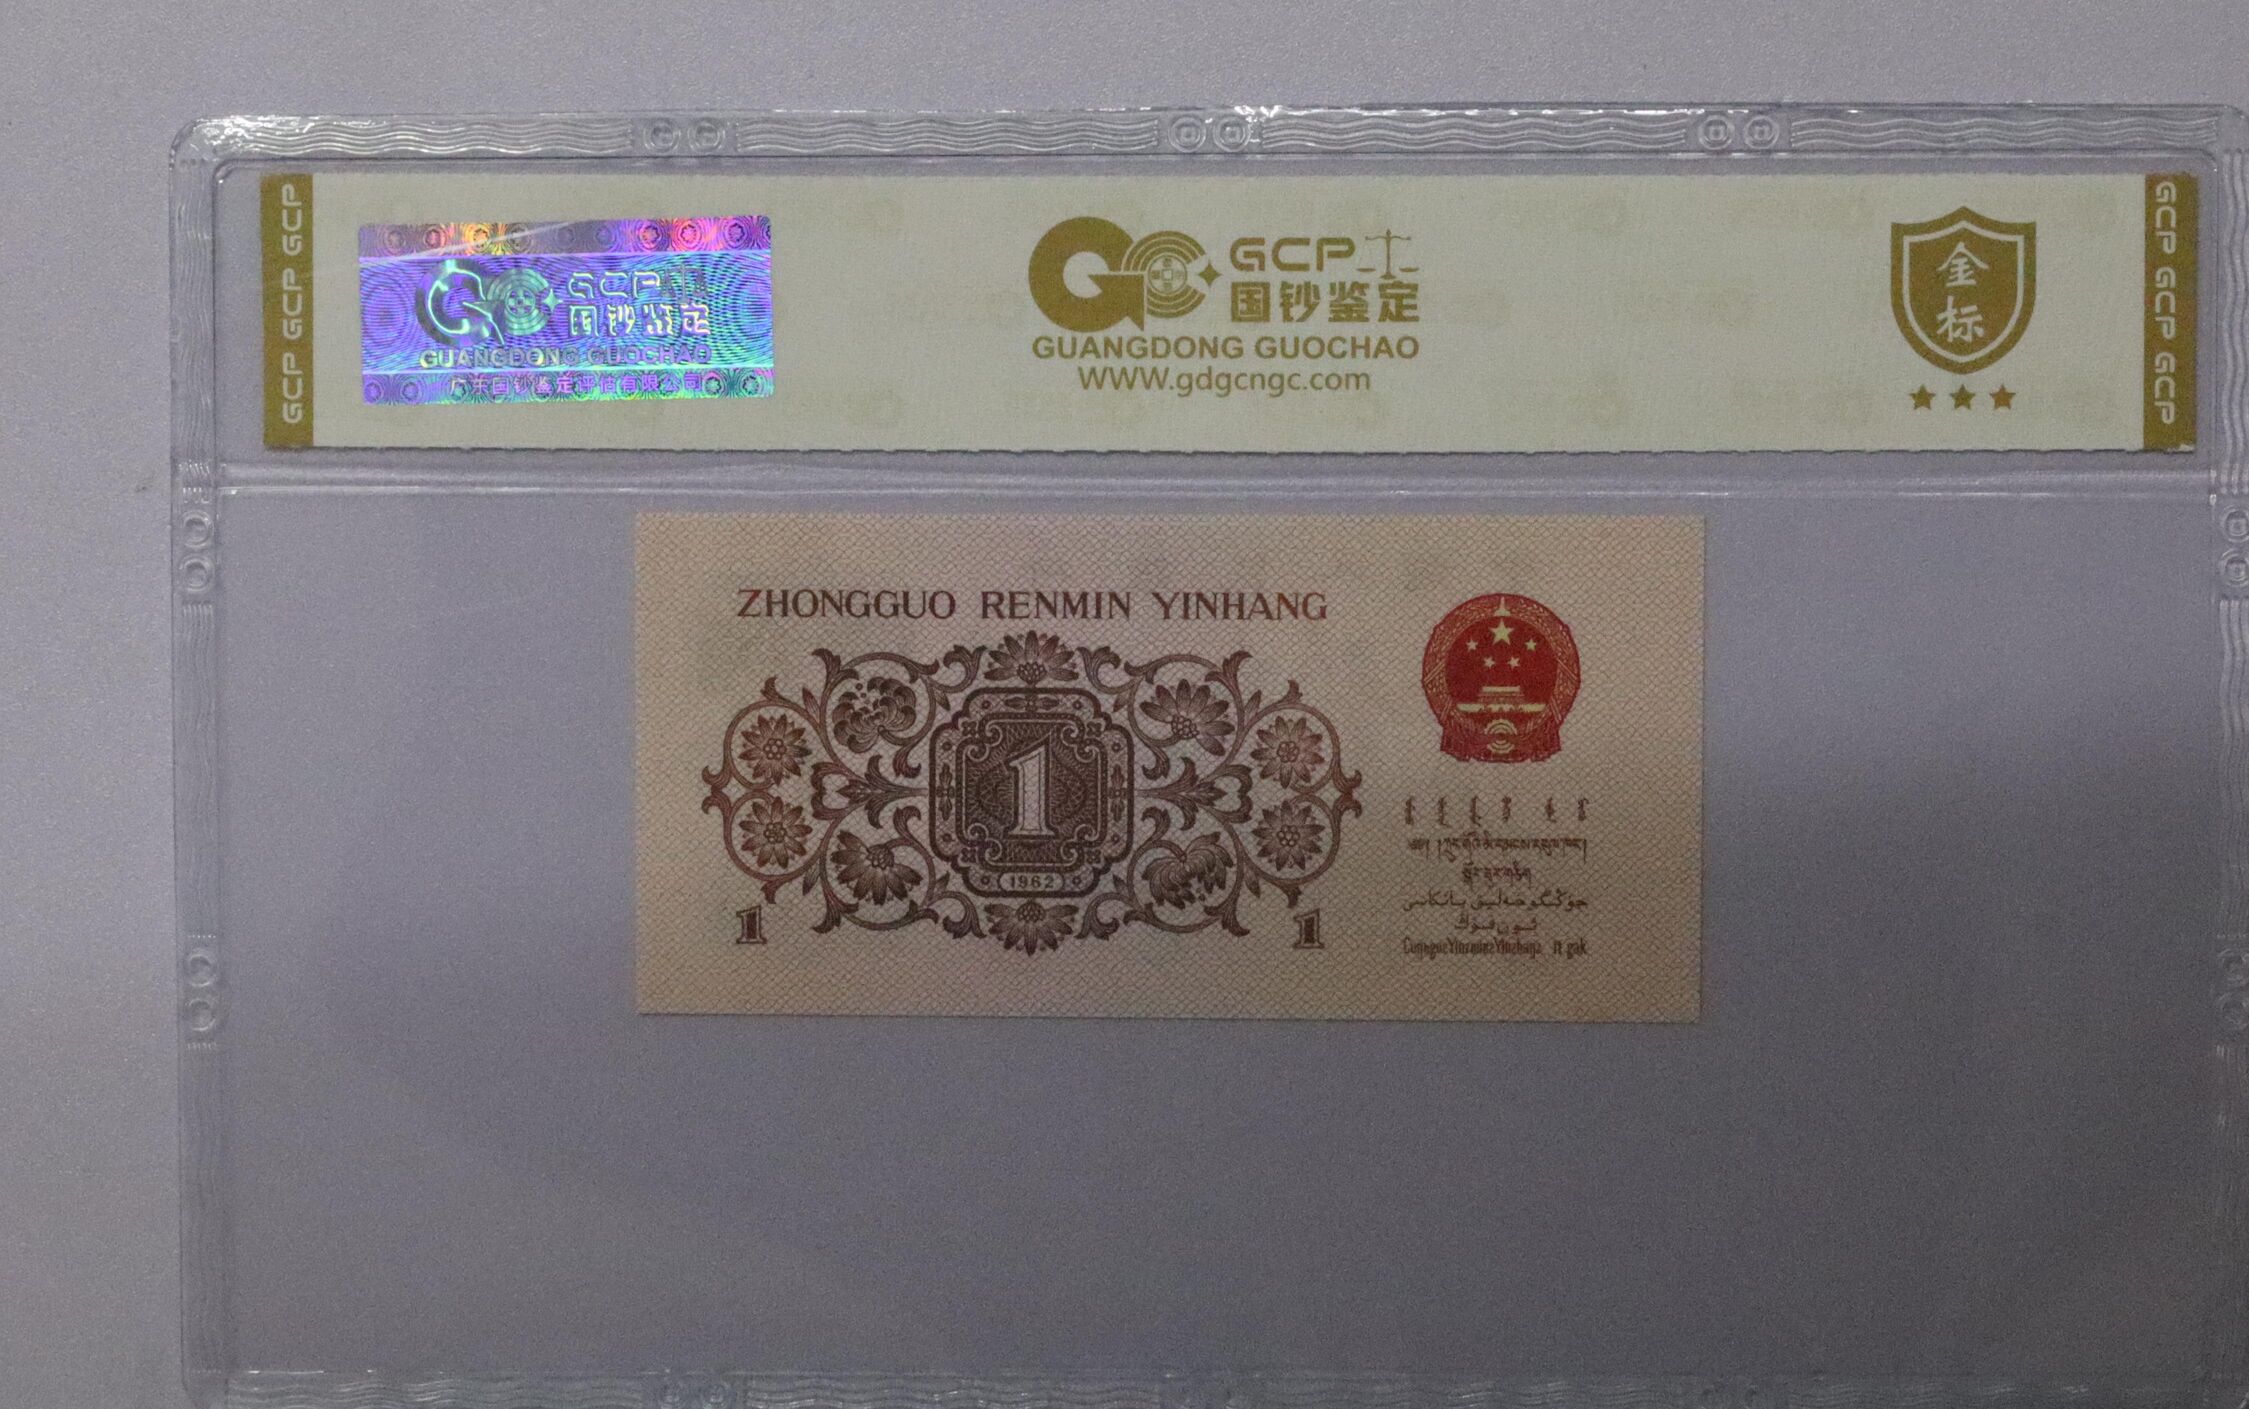 GCP GCP GCP
GCP
国钞鉴定
GUANGDONG GUOCHAO
广东国钞鉴定评估有限公司
GCP
国钞鉴定
GUANGDONG GUOCHAO
WWW.gdgcngc.com
金
标
GCP GCP GCP
ZHONGGUO RENMIN YINHANG
1
1962
1
1